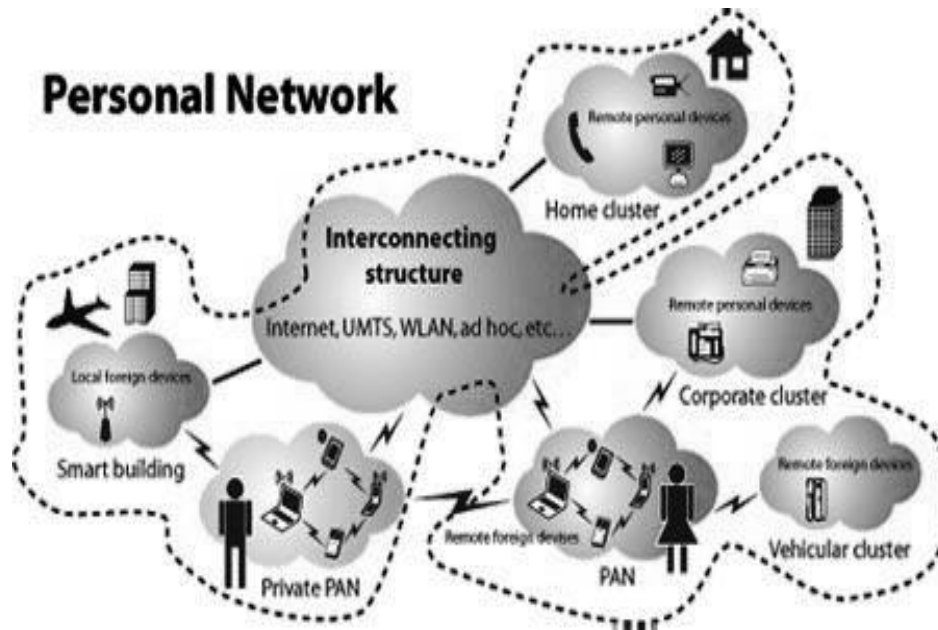 Personal Network
Remote personal devices
Home cluster
Interconnecting
structure
Internet, UMTS, WLAN, ad hoc, etc...
Remote personal devices
Corporate cluster
Local foreign devices
Smart building
Remote foreign devices
Vehicular cluster
Remote foreign devises
Private PAN
PAN